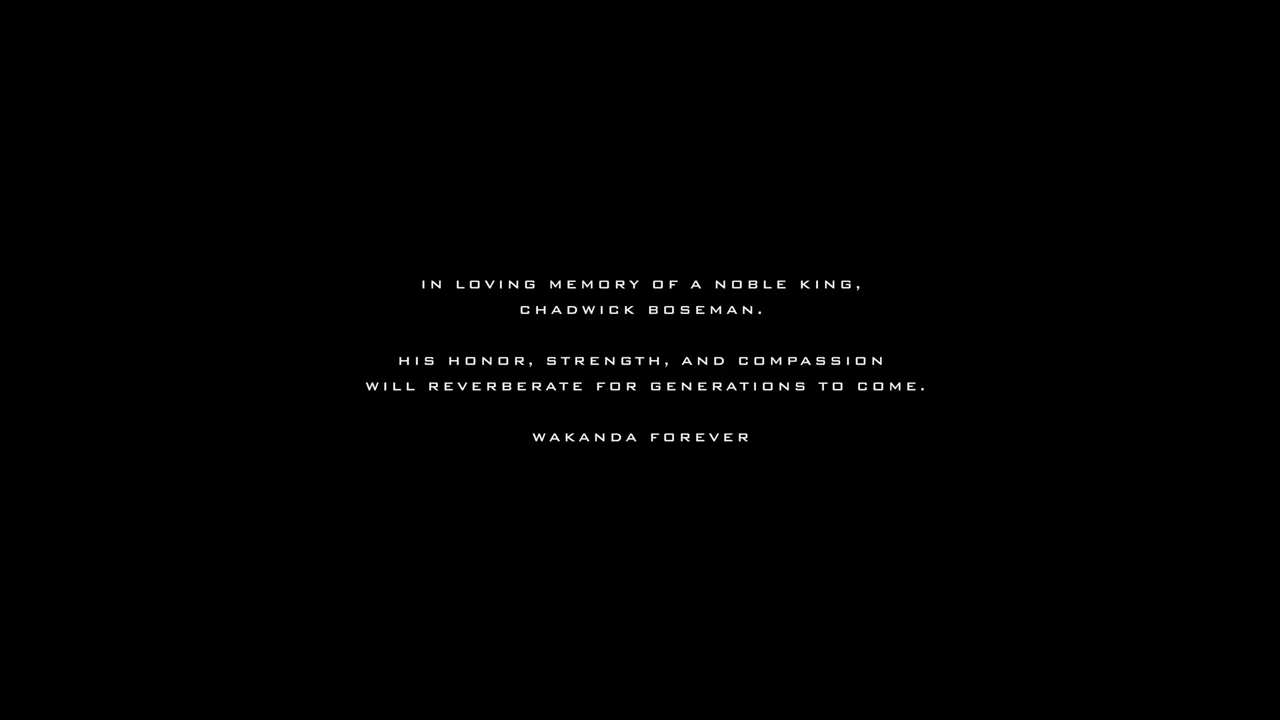 IN LOVING MEMORY OF A NOBLE KING,
CHADWICK BOSEMAN.
HIS HONOR, STRENGTH, AND COMPASSION
WILL REVERBERATE FOR GENERATIONS TO COME.
WAKANDA FOREVER